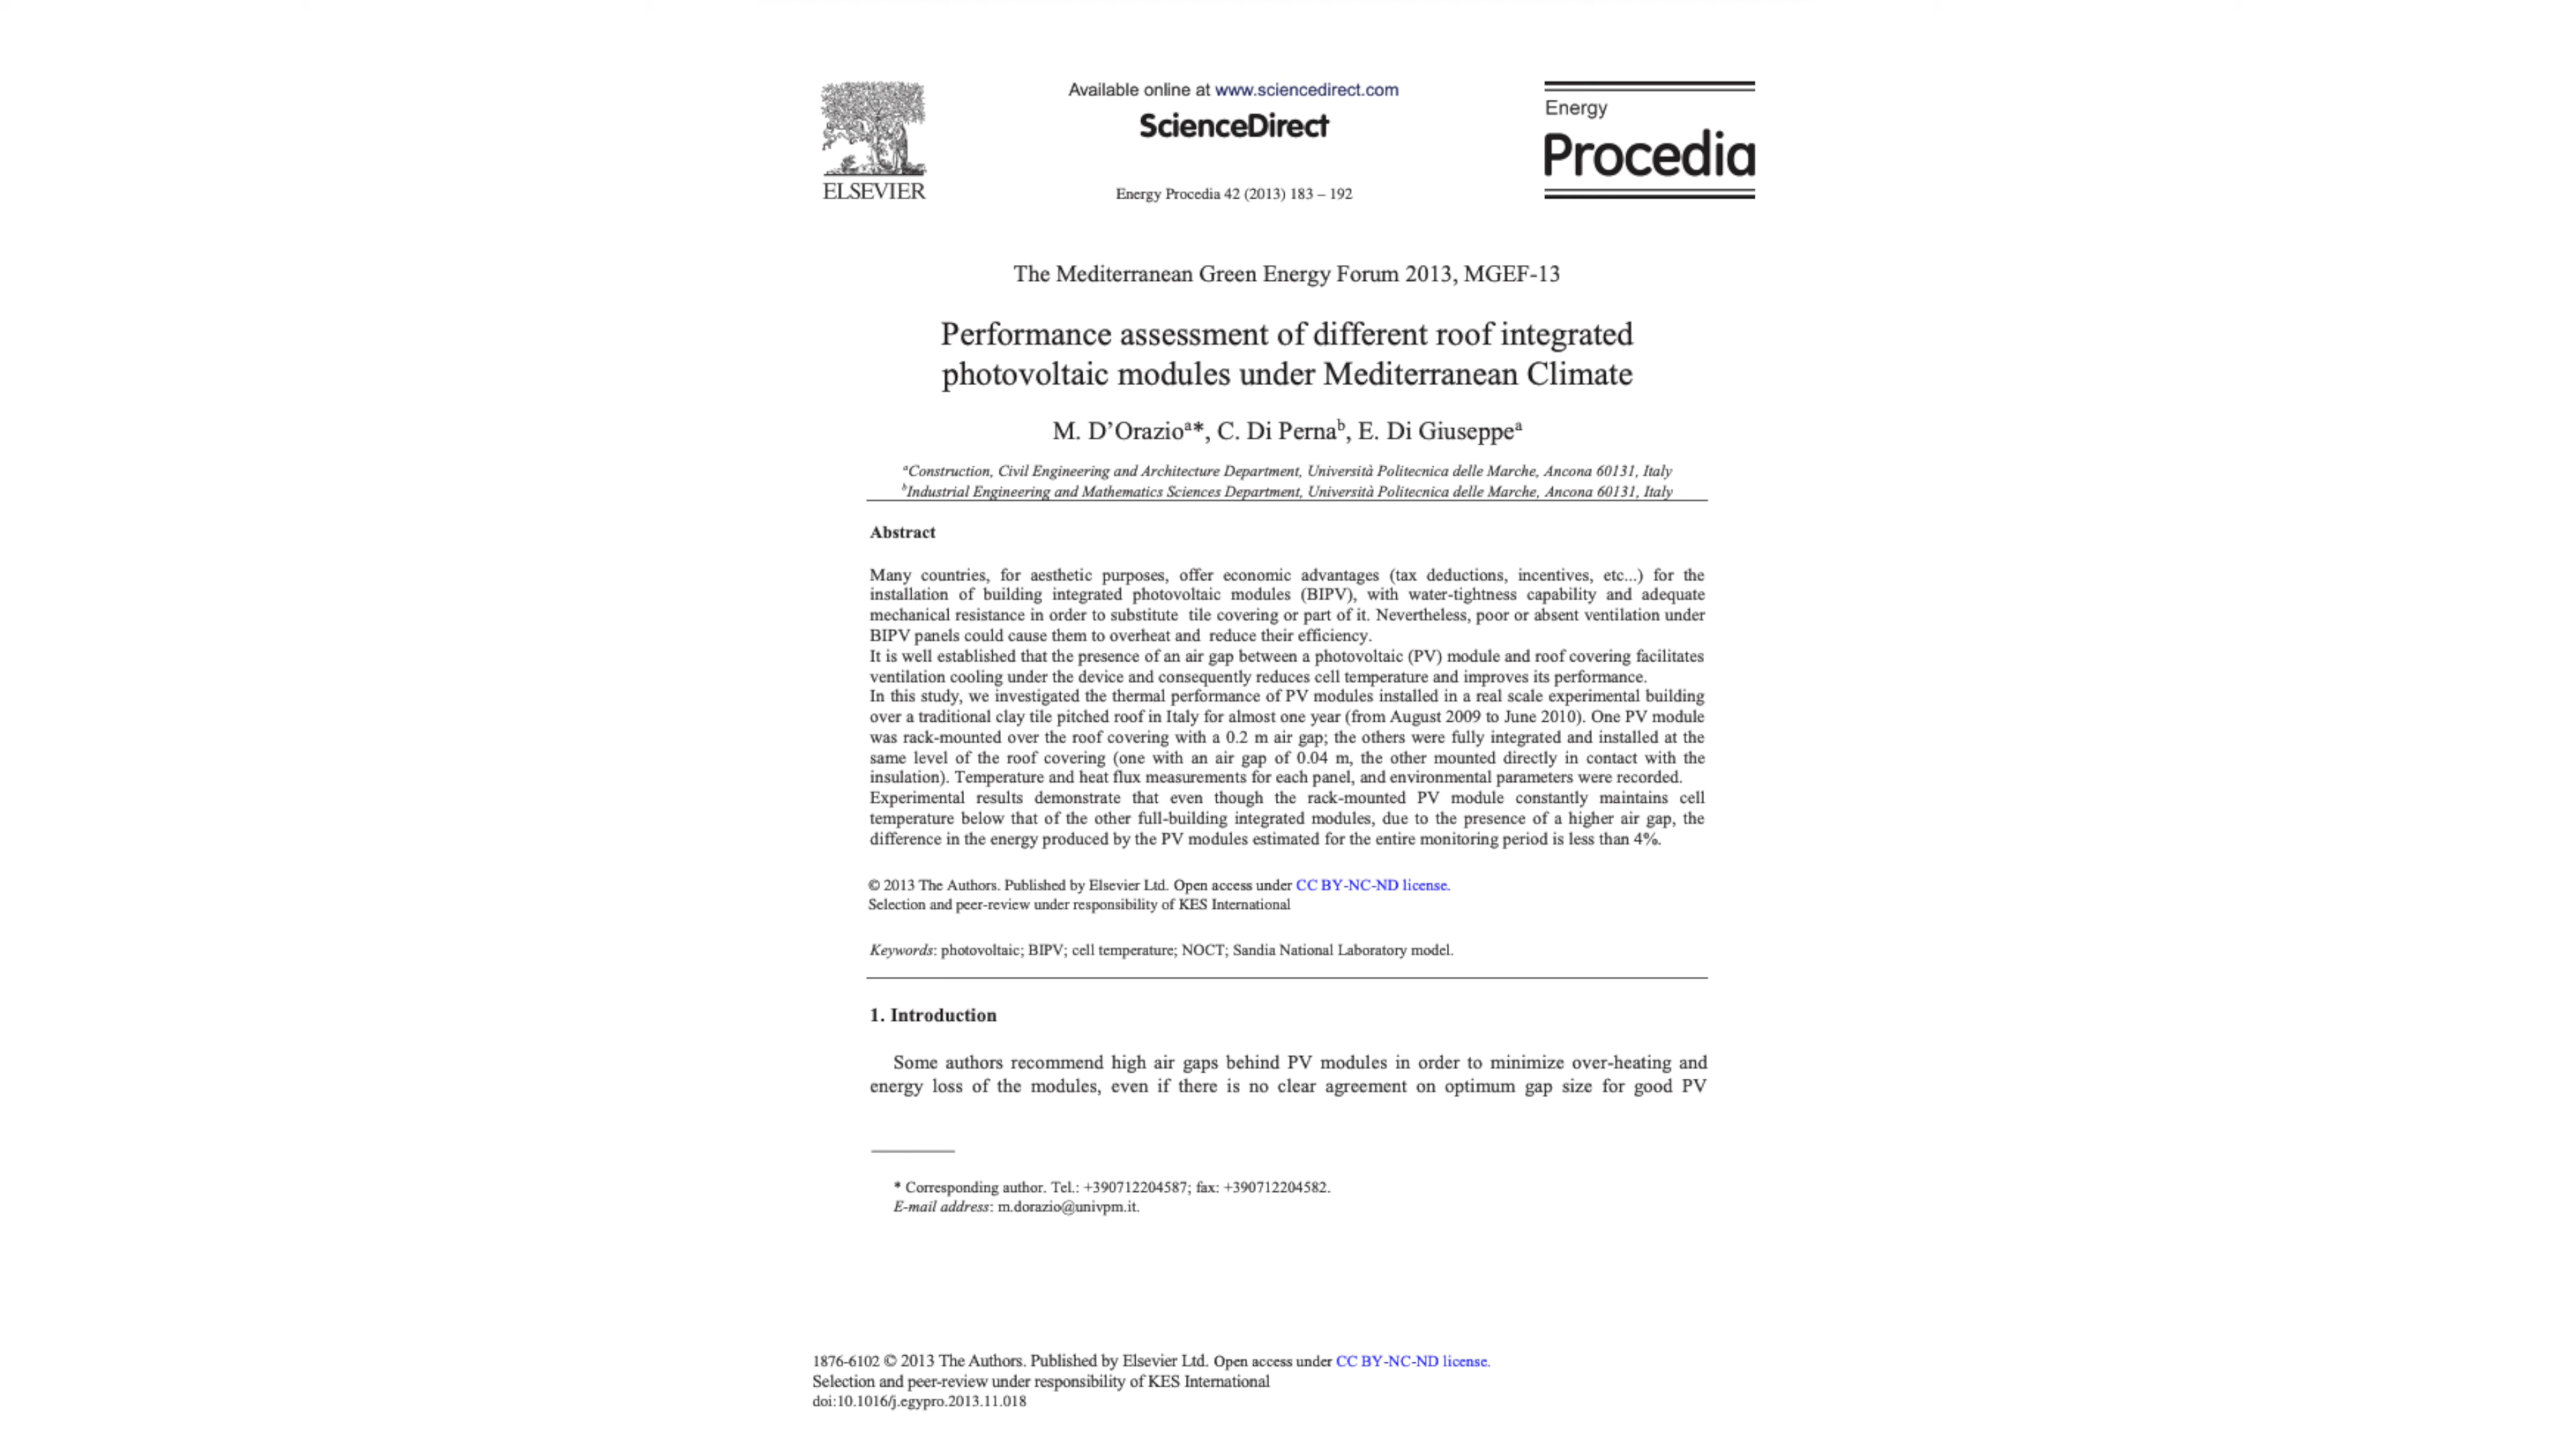 ELSEVIER
Available online at www.sciencedirect.com
ScienceDirect
Energy Procedia 42 (2013) 183 – 192
Energy
Procedia
The Mediterranean Green Energy Forum 2013, MGEF-13
Performance assessment of different roof integrated
photovoltaic modules under Mediterranean Climate
M. D’Orazioᵃ*, C. Di Pernaᵇ, E. Di Giuseppeᵃ
ᵃConstruction, Civil Engineering and Architecture Department, Università Politecnica delle Marche, Ancona 60131, Italy
ᵇIndustrial Engineering and Mathematics Sciences Department, Università Politecnica delle Marche, Ancona 60131, Italy
Abstract
Many countries, for aesthetic purposes, offer economic advantages (tax deductions, incentives, etc...) for the
installation of building integrated photovoltaic modules (BIPV), with water-tightness capability and adequate
mechanical resistance in order to substitute tile covering or part of it. Nevertheless, poor or absent ventilation under
BIPV panels could cause them to overheat and reduce their efficiency.
It is well established that the presence of an air gap between a photovoltaic (PV) module and roof covering facilitates
ventilation cooling under the device and consequently reduces cell temperature and improves its performance.
In this study, we investigated the thermal performance of PV modules installed in a real scale experimental building
over a traditional clay tile pitched roof in Italy for almost one year (from August 2009 to June 2010). One PV module
was rack-mounted over the roof covering with a 0.2 m air gap; the others were fully integrated and installed at the
same level of the roof covering (one with an air gap of 0.04 m, the other mounted directly in contact with the
insulation). Temperature and heat flux measurements for each panel, and environmental parameters were recorded.
Experimental results demonstrate that even though the rack-mounted PV module constantly maintains cell
temperature below that of the other full-building integrated modules, due to the presence of a higher air gap, the
difference in the energy produced by the PV modules estimated for the entire monitoring period is less than 4%.
© 2013 The Authors. Published by Elsevier Ltd. Open access under CC BY-NC-ND license.
Selection and peer-review under responsibility of KES International
Keywords: photovoltaic; BIPV; cell temperature; NOCT; Sandia National Laboratory model.
1. Introduction
Some authors recommend high air gaps behind PV modules in order to minimize over-heating and
energy loss of the modules, even if there is no clear agreement on optimum gap size for good PV
* Corresponding author. Tel.: +390712204587; fax: +390712204582.
E-mail address: m.dorazio@univpm.it.
1876-6102 © 2013 The Authors. Published by Elsevier Ltd. Open access under CC BY-NC-ND license.
Selection and peer-review under responsibility of KES International
doi:10.1016/j.egypro.2013.11.018